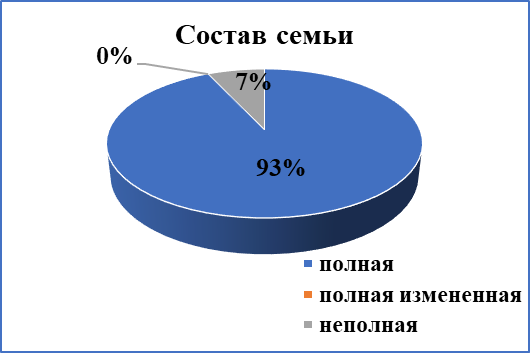 Состав семьи
0%
7%
93%
полная
полная измененная
неполная